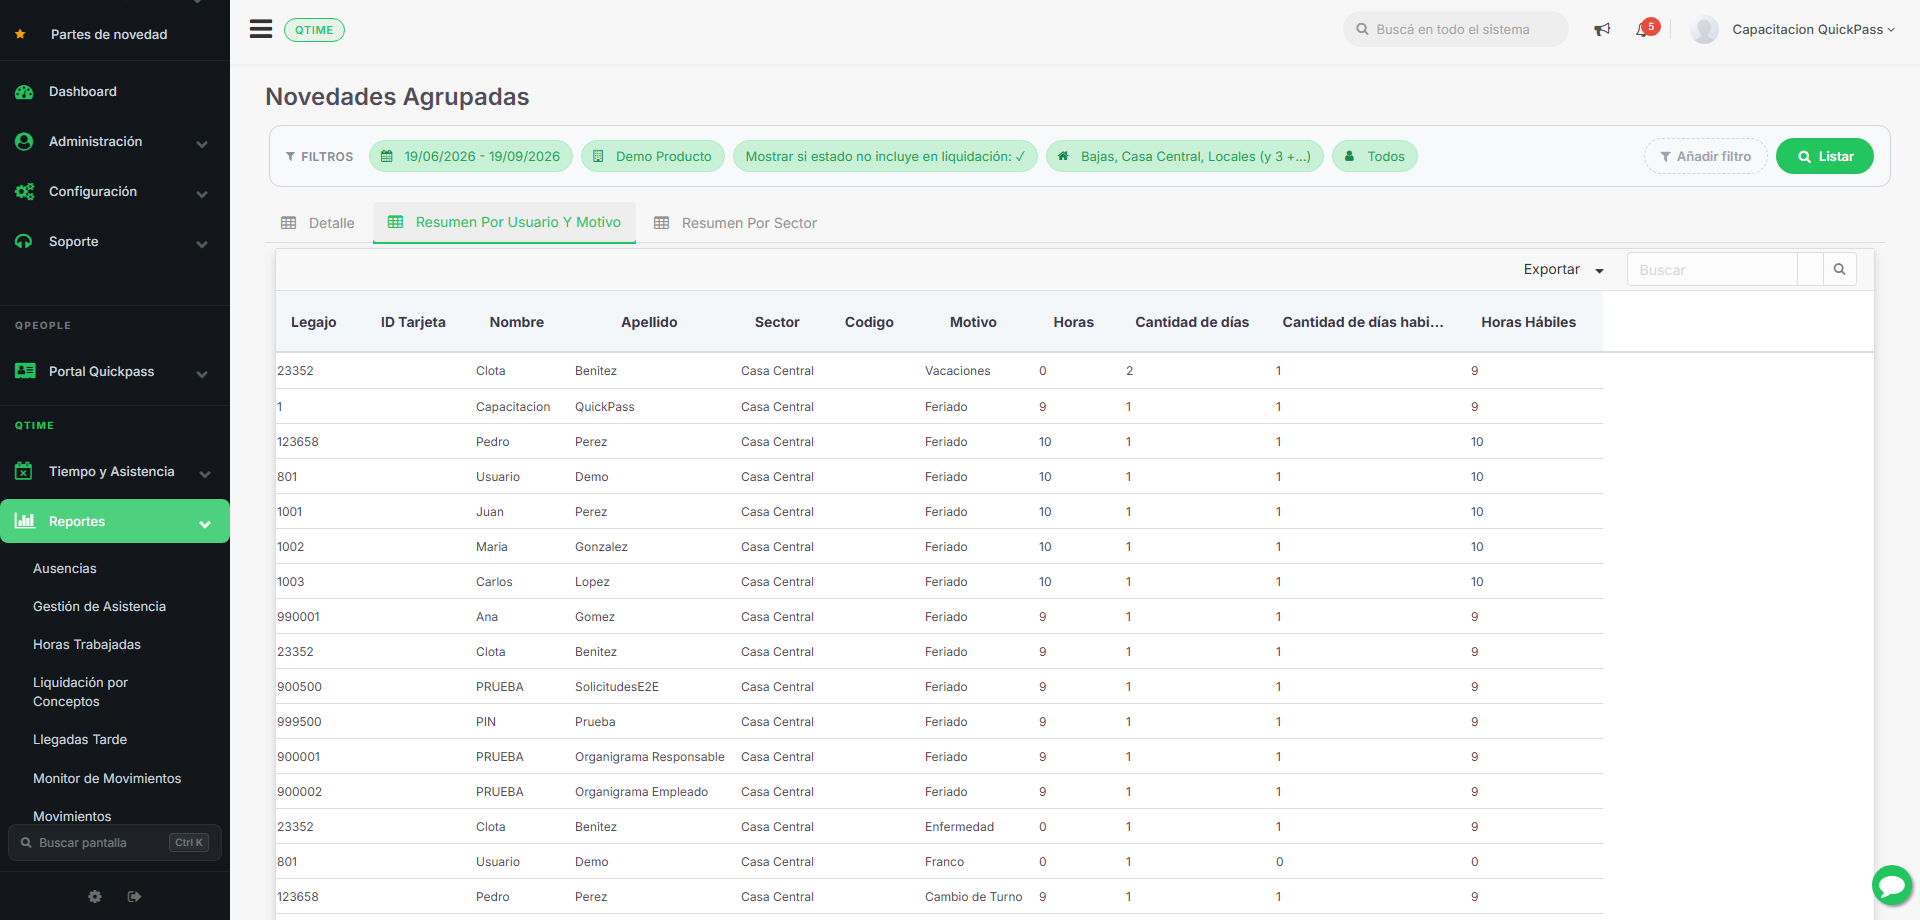 Partes de novedad
Dashboard
Administración
Configuración
Soporte
QPEOPLE
Portal Quickpass
QTIME
Tiempo y Asistencia
Reportes
Ausencias
Gestión de Asistencia
Horas Trabajadas
Liquidación por
Conceptos
Llegadas Tarde
Monitor de Movimientos
Movimientos
Buscar pantalla Ctrl K
QTIME
Buscá en todo el sistema
5
Capacitacion QuickPass
Novedades Agrupadas
FILTROS 19/06/2026 - 19/09/2026 Demo Producto Mostrar si estado no incluye en liquidación: ✓ Bajas, Casa Central, Locales (y 3 +...) Todos Añadir filtro Listar
Detalle Resumen Por Usuario Y Motivo Resumen Por Sector
Exportar Buscar
Legajo ID Tarjeta Nombre Apellido Sector Codigo Motivo Horas Cantidad de días Cantidad de días habi... Horas Hábiles
23352 Clota Benitez Casa Central Vacaciones 0 2 1 9
1 Capacitacion QuickPass Casa Central Feriado 9 1 1 9
123658 Pedro Perez Casa Central Feriado 10 1 1 10
801 Usuario Demo Casa Central Feriado 10 1 1 10
1001 Juan Perez Casa Central Feriado 10 1 1 10
1002 Maria Gonzalez Casa Central Feriado 10 1 1 10
1003 Carlos Lopez Casa Central Feriado 10 1 1 10
990001 Ana Gomez Casa Central Feriado 9 1 1 9
23352 Clota Benitez Casa Central Feriado 9 1 1 9
900500 PRUEBA SolicitudesE2E Casa Central Feriado 9 1 1 9
999500 PIN Prueba Casa Central Feriado 9 1 1 9
900001 PRUEBA Organigrama Responsable Casa Central Feriado 9 1 1 9
900002 PRUEBA Organigrama Empleado Casa Central Feriado 9 1 1 9
23352 Clota Benitez Casa Central Enfermedad 0 1 1 9
801 Usuario Demo Casa Central Franco 0 1 0 0
123658 Pedro Perez Casa Central Cambio de Turno 9 1 1 9